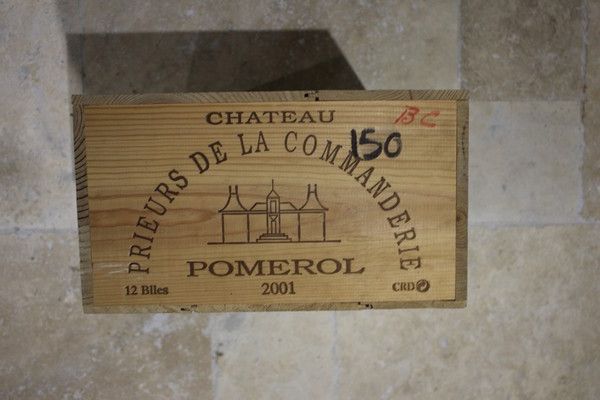 CHATEAU
BC
150
PRIEURS DE LA COMMANDERIE
POMEROL
12 Blles
2001
CRD